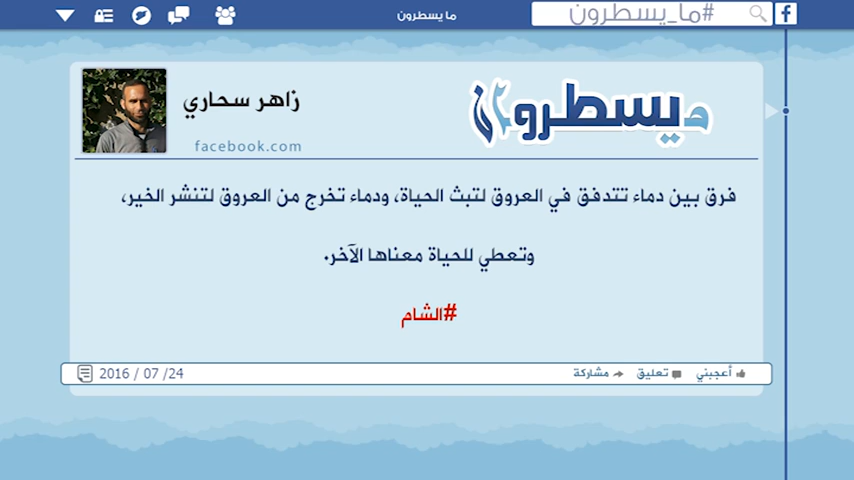 ما يسطرون
#ما_يسطرون
ما يسطرون
زاهر سحاري
facebook.com
فرق بين دماء تتدفق في العروق لتبث الحياة، ودماء تخرج من العروق لتنشر الخير،
وتعطي للحياة معناها الآخر.
#الشام
أعجبني تعليق مشاركة
2016 / 07 /24